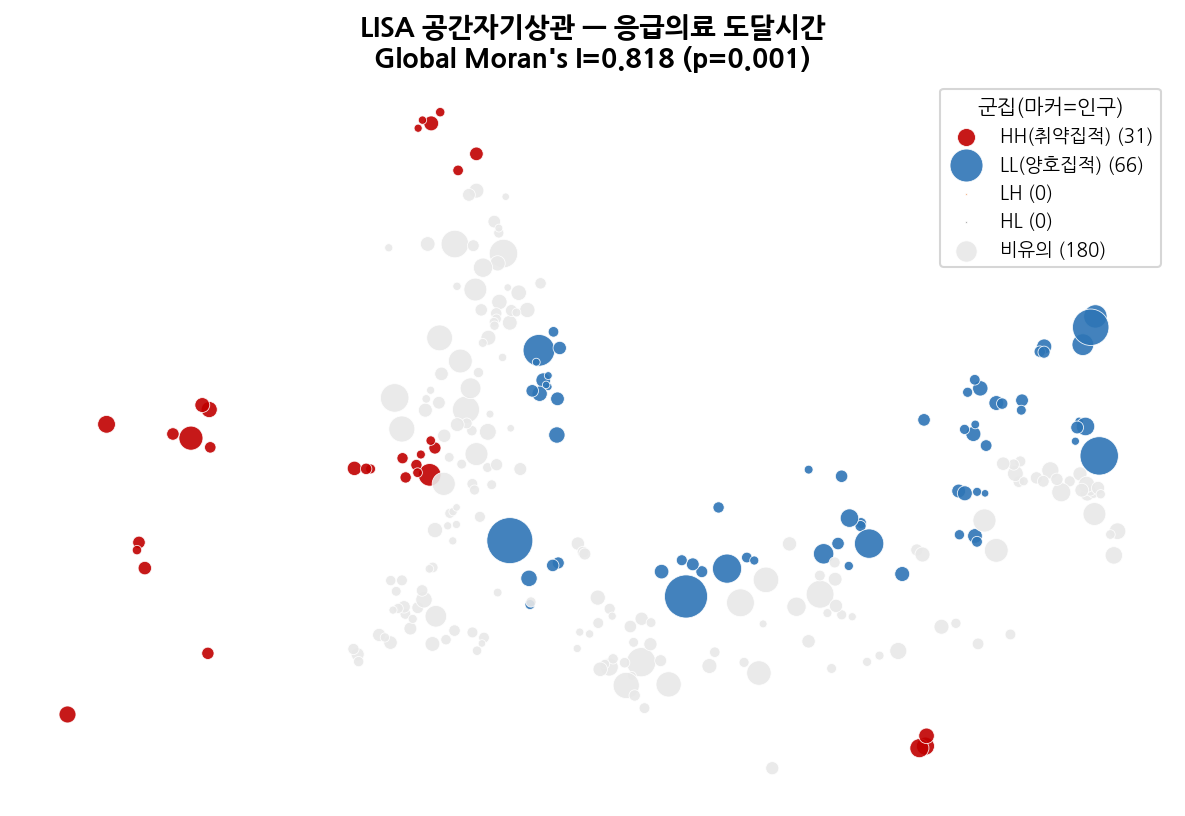 LISA 공간자기상관 — 응급의료 도달시간
Global Moran's I=0.818 (p=0.001)
군집(마커=인구)
HH(취약집적) (31)
LL(양호집적) (66)
LH (0)
HL (0)
비유의 (180)